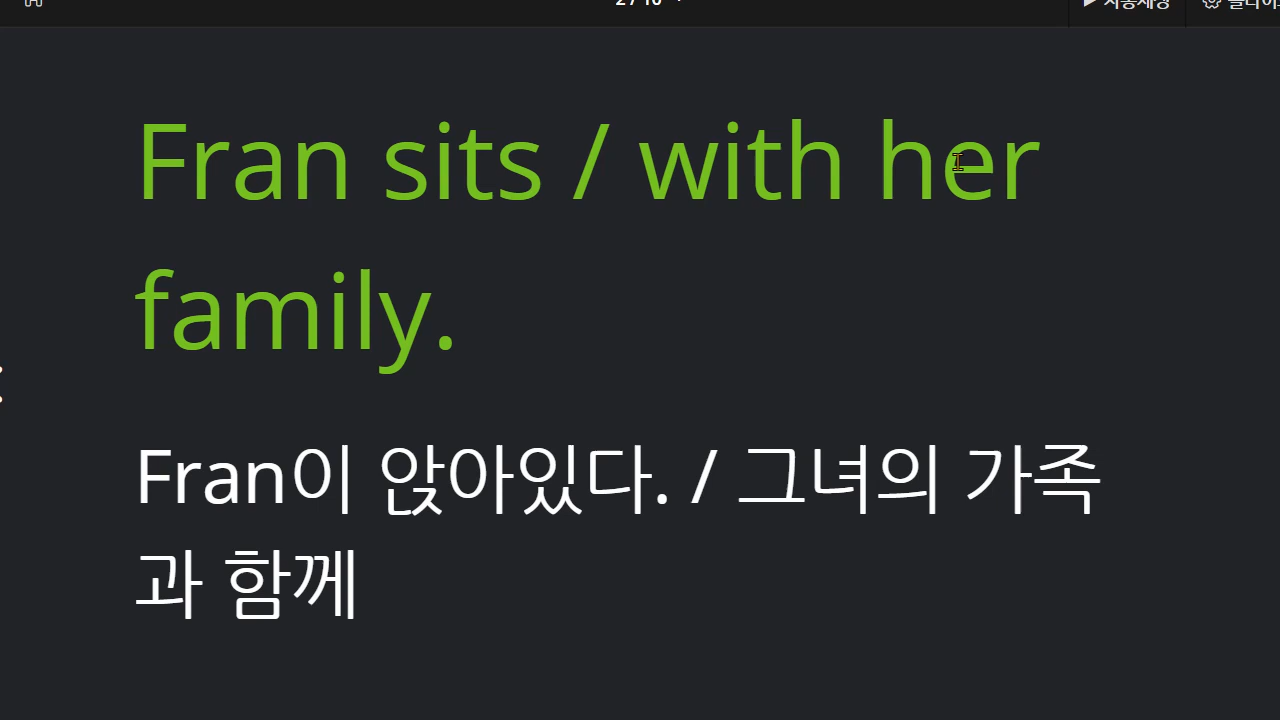 Fran sits / with her
family.
Fran이 앉아있다. / 그녀의 가족
과 함께